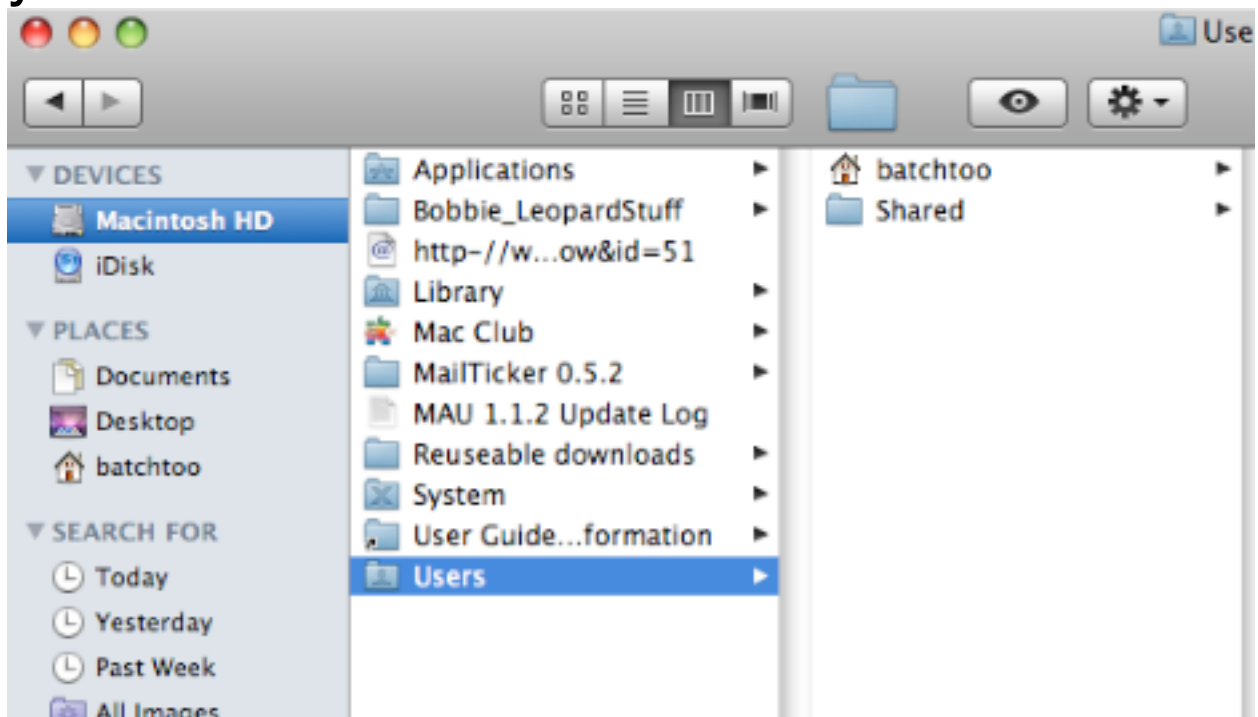 Use
DEVICES
Macintosh HD
iDisk
PLACES
Documents
Desktop
batchtoo
SEARCH FOR
Today
Yesterday
Past Week
All Images
Applications
Bobbie_LeopardStuff
http-//w...ow&id=51
Library
Mac Club
MailTicker 0.5.2
MAU 1.1.2 Update Log
Reuseable downloads
System
User Guide...formation
Users
batchtoo
Shared